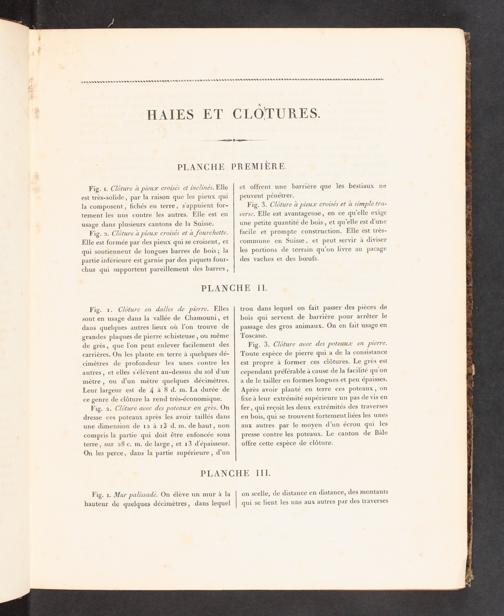 HAIES ET CLÔTURES.
PLANCHE PREMIÈRE.
Fig. 1. Clôture à pieux croisés et inclinés. Elle
est très-solide, par la raison que les pieux qui
la composent, fichés en terre, s'appuient for-
tement les uns contre les autres. Elle est en
usage dans plusieurs cantons de la Suisse.
Fig. 2. Clôture à pieux croisés et à fourchette.
Elle est formée par des pieux qui se croisent, et
qui soutiennent de longues barres de bois; la
partie inférieure est garnie par des piquets four-
chus qui supportent pareillement des barres,
et offrent une barrière que les bestiaux ne
peuvent pénétrer.
Fig. 3. Clôture à pieux croisés et à simple tra-
verse. Elle est avantageuse, en ce qu'elle exige
une petite quantité de bois, et qu'elle est d'une
facile et prompte construction. Elle est très-
commune en Suisse, et peut servir à diviser
les portions de terrain qu'on livre au pacage
des vaches et des bœufs.
PLANCHE II.
Fig. 1. Clôture en dalles de pierre. Elles
sont en usage dans la vallée de Chamouni, et
dans quelques autres lieux où l'on trouve de
grandes plaques de pierre schisteuse, ou même
de grès, que l'on peut enlever facilement des
carrières. On les plante en terre à quelques dé-
cimètres de profondeur les unes contre les
autres, et elles s'élèvent au-dessus du sol d'un
mètre, ou d'un mètre quelques décimètres.
Leur largeur est de 4 à 8 d. m. La durée de
ce genre de clôture la rend très-économique.
Fig. 2. Clôture avec des poteaux en grès. On
dresse ces poteaux après les avoir taillés dans
une dimension de 12 à 15 d. m. de haut, non
compris la partie qui doit être enfoncée sous
terre, sur 28 c. m. de large, et 13 d'épaisseur.
On les perce, dans la partie supérieure, d'un
trou dans lequel on fait passer des pièces de
bois qui servent de barrière pour arrêter le
passage des gros animaux. On en fait usage en
Toscane.
Fig. 3. Clôture avec des poteaux en pierre.
Toute espèce de pierre qui a de la consistance
est propre à former ces clôtures. Le grès est
cependant préférable à cause de la facilité qu'on
a de le tailler en formes longues et peu épaisses.
Après avoir planté en terre ces poteaux, on
fixe à leur extrémité supérieure un pas de vis en
fer, qui reçoit les deux extrémités des traverses
en bois, qui se trouvent fortement liées les unes
aux autres par le moyen d'un écrou qui les
presse contre les poteaux. Le canton de Bâle
offre cette espèce de clôture.
PLANCHE III.
Fig. 1. Mur palissadé. On élève un mur à la
hauteur de quelques décimètres, dans lequel
on scelle, de distance en distance, des montants
qui se lient les uns aux autres par des traverses